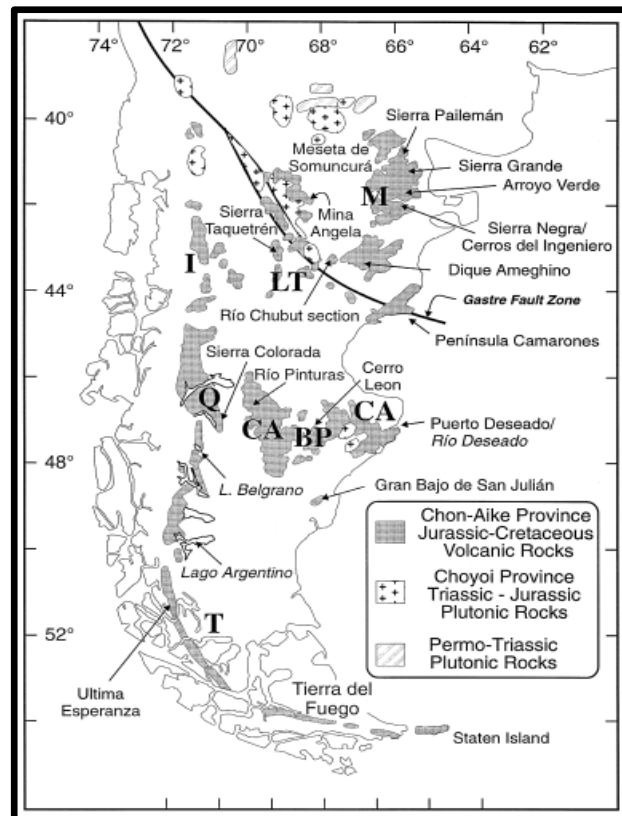 74°
72°
70°
68°
66°
64°
62°
40°
44°
48°
52°
Sierra Pailemán
Meseta de
Somuncurá
Sierra Grande
Arroyo Verde
M
Sierra
Taquetrén
Mina
Angela
Sierra Negra/
Cerros del Ingeniero
I
LT
Dique Ameghino
Río Chubut section
Gastre Fault Zone
Península Camarones
Sierra Colorada
Río Pinturas
Cerro
Leon
Q
CA
BP
CA
Puerto Deseado/
Río Deseado
L. Belgrano
Gran Bajo de San Julián
Lago Argentino
T
Ultima
Esperanza
Tierra del
Fuego
Staten Island
Chon-Aike Province
Jurassic-Cretaceous
Volcanic Rocks
Choyoi Province
Triassic - Jurassic
Plutonic Rocks
Permo-Triassic
Plutonic Rocks